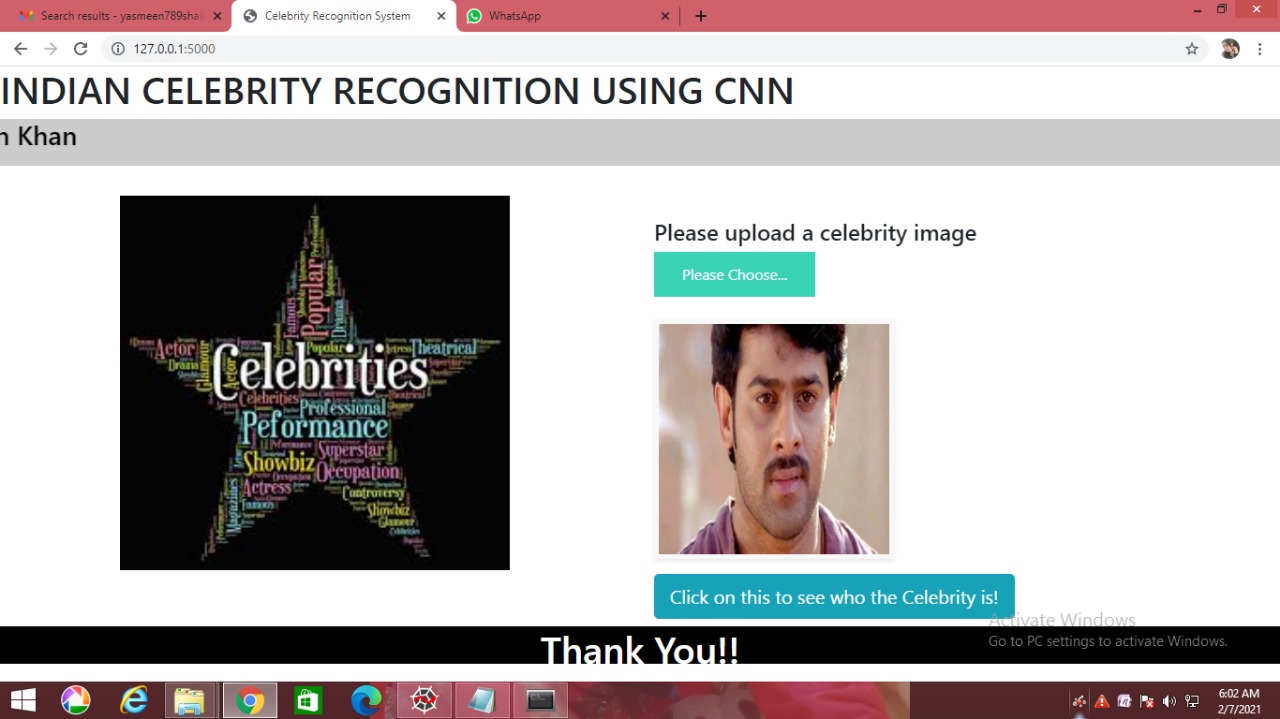 Search results - yasmeen789sha
Celebrity Recognition System
WhatsApp
127.0.0.1:5000
INDIAN CELEBRITY RECOGNITION USING CNN
n Khan
Popular
Famous
Professional
Drama
Actor
Drama
Glamour
Actor
Popular
Actress
Theatrical
Celebrities
Celebrities
Professional
Peformance
Superstar
Showbiz
Occupation
Actress
Controversy
Famous
Magazines
Showbiz
Glamour
Celebrities
Please upload a celebrity image
Please Choose...
Click on this to see who the Celebrity is!
Activate Windows
Go to PC settings to activate Windows.
Thank You!!
6:02 AM
2/7/2021